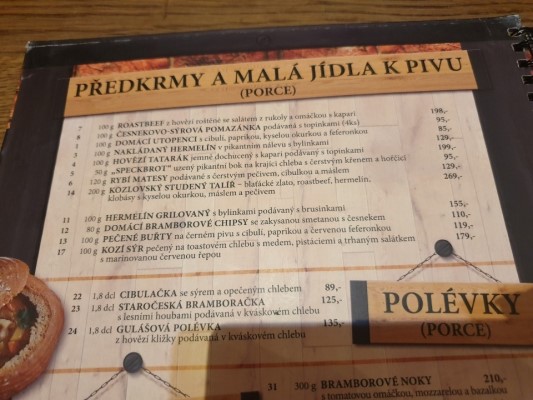 PŘEDKRMY A MALÁ JÍDLA K PIVU
(PORCE)
7 100 g ROASTBEEF z hovězí roštěné se salátem z rukoly a omáčkou s kapari 198,-
8 100 g ČESNEKOVO-SÝROVÁ POMAZÁNKA podávaná s topinkami (4ks) 95,-
1 100 g DOMÁCÍ UTOPENCI s cibulí, paprikou, kyselou okurkou a feferonkou 85,-
3 100 g NAKLÁDANÝ HERMELÍN v pikantním nálevu s bylinkami 129,-
4 100 g HOVĚZÍ TATARÁK jemně dochucený s kapari podávaný s topinkami 199,-
5 50 g „SPECKBROT" uzený pikantní bok na krajíci chleba s čerstvým křenem a hořčicí 95,-
6 120 g RYBÍ MATESY podávané s čerstvým pečivem, cibulkou a máslem 129,-
14 200 g KOZLOVSKÝ STUDENÝ TALÍŘ – blafácké zlato, roastbeef, hermelín, 269,-
klobásy s kyselou okurkou, máslem a pečivem
11 100 g HERMELÍN GRILOVANÝ s bylinkami podávaný s brusinkami 155,-
12 80 g DOMÁCÍ BRAMBOROVÉ CHIPSY se zakysanou smetanou s česnekem 110,-
13 100 g PEČENÉ BUŘTY na černém pivu s cibulí, paprikou a červenou feferonkou 119,-
17 100 g KOZÍ SÝR pečený na toastovém chlebu s medem, pistáciemi a trhaným salátkem 179,-
s marinovanou červenou řepou
22 1,8 dcl CIBULAČKA se sýrem a opečeným chlebem 89,-
23 1,8 dcl STAROČESKÁ BRAMBORAČKA 125,-
s lesními houbami podávaná v kváskovém chlebu
24 1,8 dcl GULÁŠOVÁ POLÉVKA 135,-
z hovězí kližky podávaná v kváskovém chlebu
POLÉVKY
(PORCE)
31 300 g BRAMBOROVÉ NOKY 210,-
s tomatovou omáčkou, mozzarelou a bazalkou